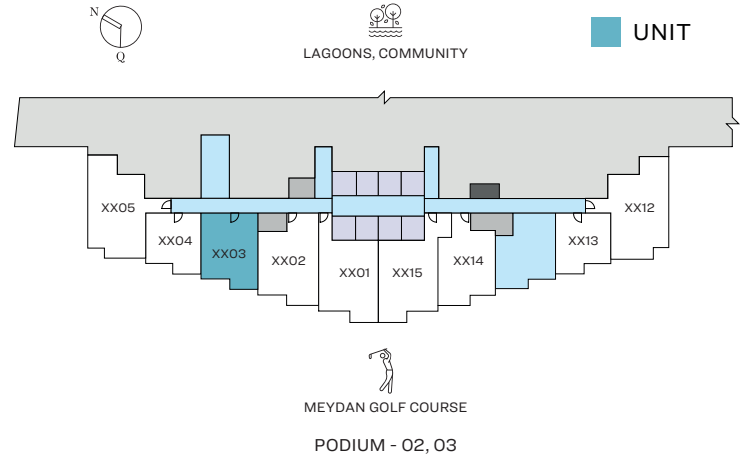 N
Q
LAGOONS, COMMUNITY
UNIT
XX05
XX12
XX04
XX13
XX03
XX02
XX14
XX01
XX15
MEYDAN GOLF COURSE
PODIUM - 02, 03